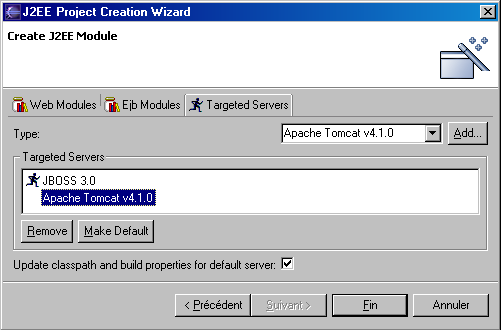 J2EE Project Creation Wizard
Create J2EE Module
Web Modules Ejb Modules Targeted Servers
Type: Apache Tomcat v4.1.0 Add...
Targeted Servers
JBOSS 3.0
Apache Tomcat v4.1.0
Remove Make Default
Update classpath and build properties for default server:
< Précédent Suivant > Fin Annuler